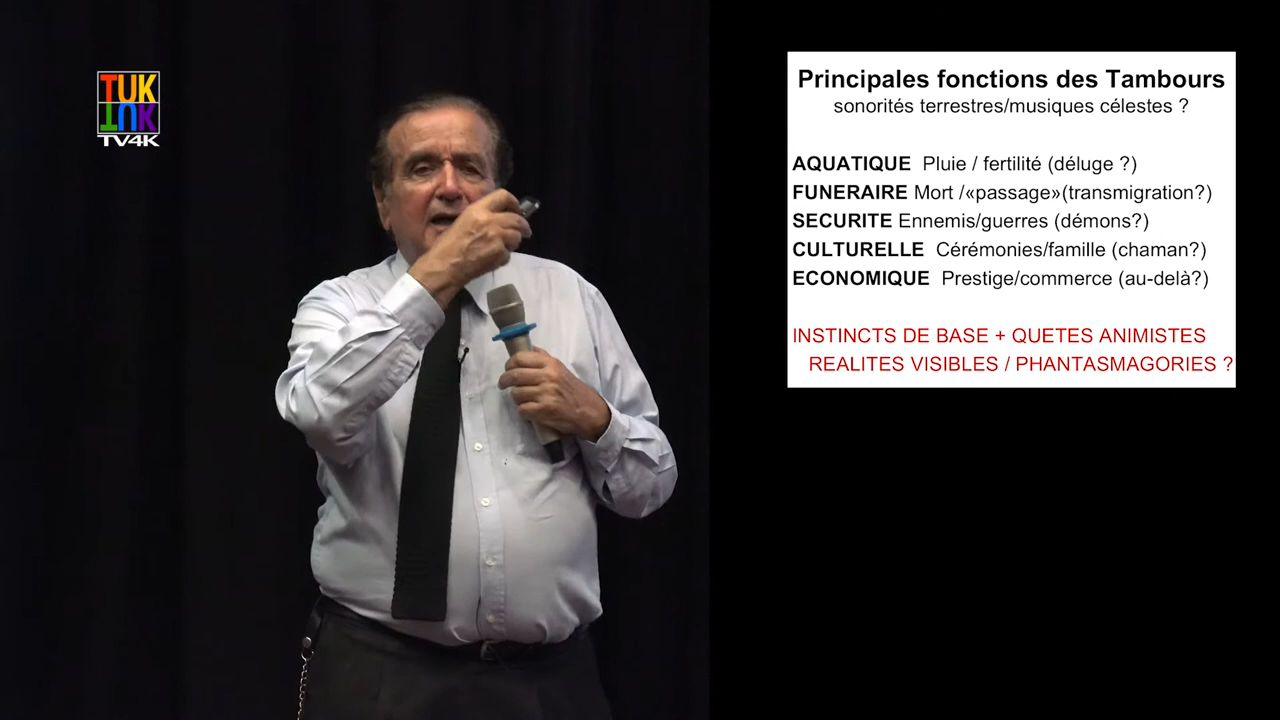 TUK
TUK
TV4K
Principales fonctions des Tambours
sonorités terrestres/musiques célestes ?
AQUATIQUE Pluie / fertilité (déluge ?)
FUNERAIRE Mort /«passage»(transmigration?)
SECURITE Ennemis/guerres (démons?)
CULTURELLE Cérémonies/famille (chaman?)
ECONOMIQUE Prestige/commerce (au-delà?)
INSTINCTS DE BASE + QUETES ANIMISTES
REALITES VISIBLES / PHANTASMAGORIES ?